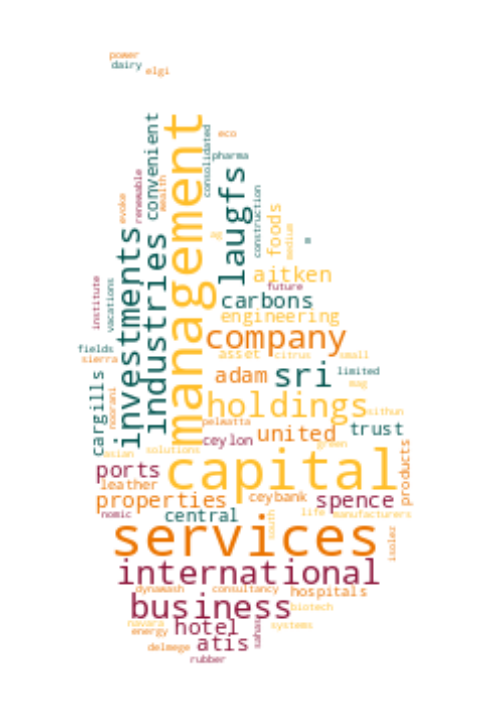 power
dairy
elgi
convenient
management
consolidated
eco
pharma
wealth
renewable
evoke
laugfs
construction
foods
medium
ag
investments
industries
aitken
future
institute
vacations
carbons
engineering
company
fields
sierra
asset
citrus
small
adam
sri
limited
mag
cargills
noorani
holdings
nithun
pelwatta
ceylon
united
trust
green
asian
solutions
capital
products
ports
leather
properties
ceybank
spence
nomic
central
south
life
manufacturers
services
isolez
international
dynawash
consultancy
hospitals
business
biotech
navara
hotel
systems
energy
atis
sahas
delmege
rubber